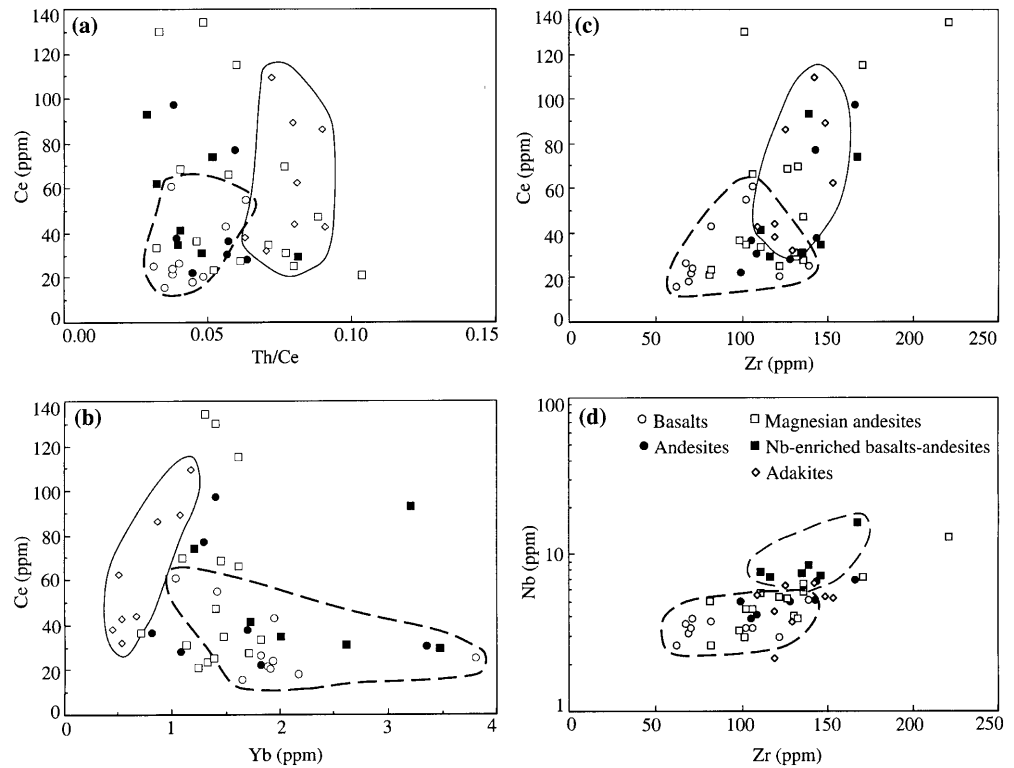 (a)
140
120
100
80
60
40
20
0
Ce (ppm)
0.00
0.05
0.10
0.15
Th/Ce
(c)
140
120
100
80
60
40
20
0
Ce (ppm)
0
50
100
150
200
250
Zr (ppm)
(b)
140
120
100
80
60
40
20
0
Ce (ppm)
0
1
2
3
4
Yb (ppm)
(d)
100
10
1
Nb (ppm)
Basalts
Magnesian andesites
Andesites
Nb-enriched basalts-andesites
Adakites
0
50
100
150
200
250
Zr (ppm)